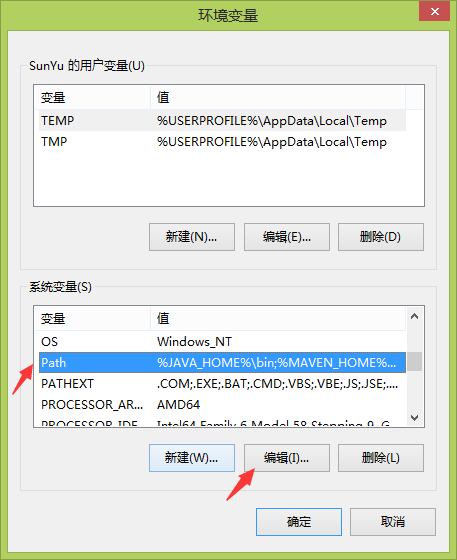 环境变量
SunYu 的用户变量(U)
变量 值
TEMP %USERPROFILE%\AppData\Local\Temp
TMP %USERPROFILE%\AppData\Local\Temp
新建(N)... 编辑(E)... 删除(D)
系统变量(S)
变量 值
OS Windows_NT
Path %JAVA_HOME%\bin;%MAVEN_HOME%...
PATHEXT .COM;.EXE;.BAT;.CMD;.VBS;.VBE;.JS;.JSE;....
PROCESSOR_AR... AMD64
PROCESSOR_IDE Intel64 Family 6 Model 58 Stepping 9, G
新建(W)... 编辑(I)... 删除(L)
确定 取消